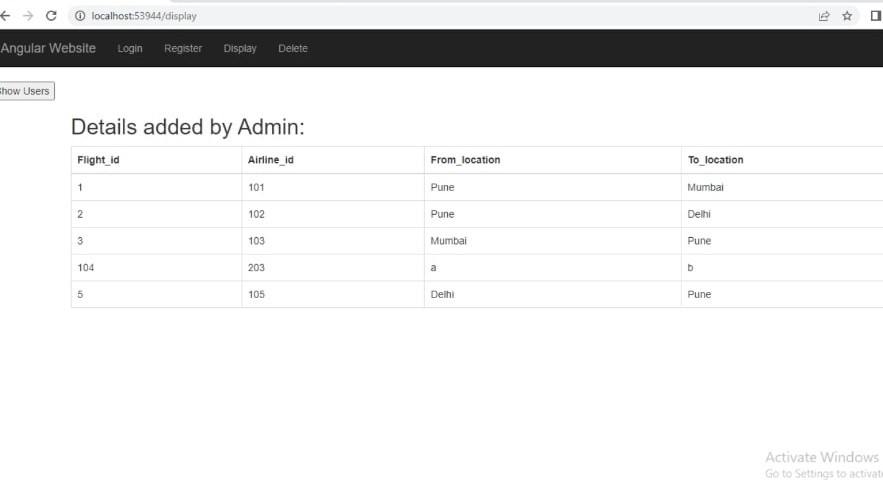 localhost:53944/display
Angular Website Login Register Display Delete
Show Users
Details added by Admin:
Flight_id Airline_id From_location To_location
1 101 Pune Mumbai
2 102 Pune Delhi
3 103 Mumbai Pune
104 203 a b
5 105 Delhi Pune
Activate Windows
Go to Settings to activate